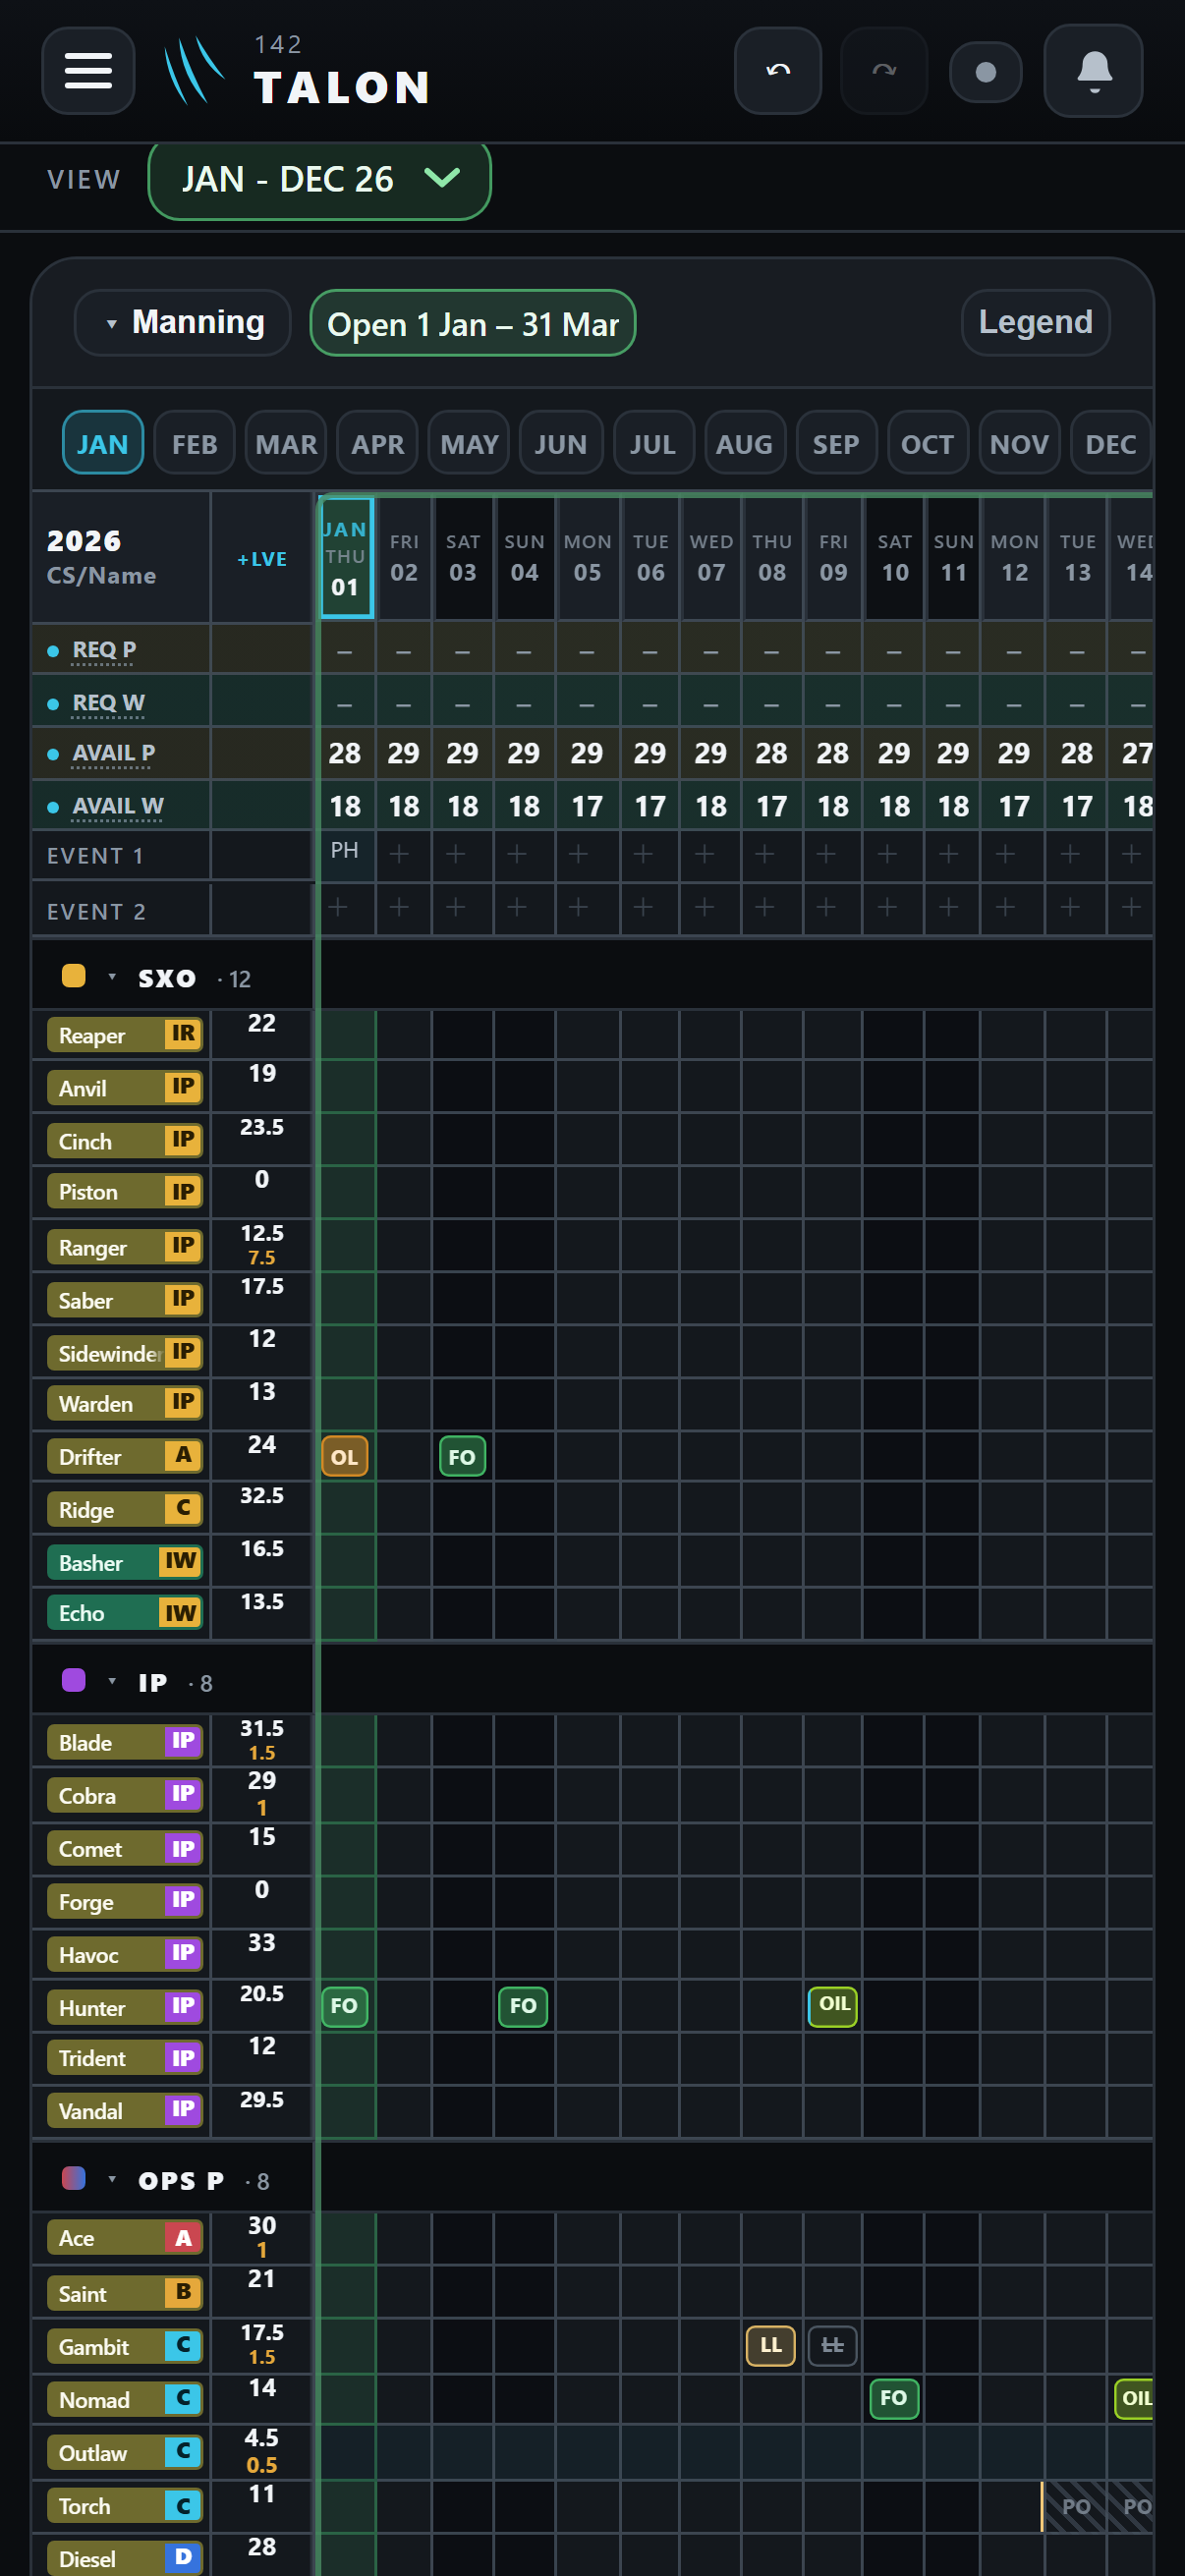 142
TALON
VIEW JAN - DEC 26
Manning Open 1 Jan – 31 Mar Legend
JAN FEB MAR APR MAY JUN JUL AUG SEP OCT NOV DEC
2026 CS/Name +LVE JAN THU 01 FRI 02 SAT 03 SUN 04 MON 05 TUE 06 WED 07 THU 08 FRI 09 SAT 10 SUN 11 MON 12 TUE 13 WED 14
REQ P – – – – – – – – – – – – – –
REQ W – – – – – – – – – – – – – –
AVAIL P 28 29 29 29 29 29 29 28 28 29 29 29 28 27
AVAIL W 18 18 18 18 17 17 18 17 18 18 18 17 17 18
EVENT 1 PH + + + + + + + + + + + + +
EVENT 2 + + + + + + + + + + + + + +
SXO · 12
Reaper IR 22
Anvil IP 19
Cinch IP 23.5
Piston IP 0
Ranger IP 12.5
7.5
Saber IP 17.5
Sidewinder IP 12
Warden IP 13
Drifter A 24 OL FO
Ridge C 32.5
Basher IW 16.5
Echo IW 13.5
IP · 8
Blade IP 31.5
1.5
Cobra IP 29
1
Comet IP 15
Forge IP 0
Havoc IP 33
Hunter IP 20.5 FO FO OIL
Trident IP 12
Vandal IP 29.5
OPS P · 8
Ace A 30
1
Saint B 21
Gambit C 17.5 LL LL
1.5
Nomad C 14 FO OIL
Outlaw C 4.5
0.5
Torch C 11 PO PO
Diesel D 28